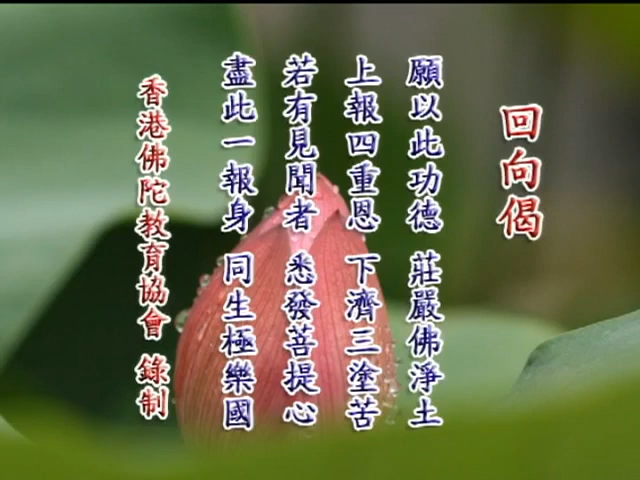 回向偈
願以此功德 莊嚴佛淨土
上報四重恩 下濟三塗苦
若有見聞者 悉發菩提心
盡此一報身 同生極樂國
香港佛陀教育協會 錄制